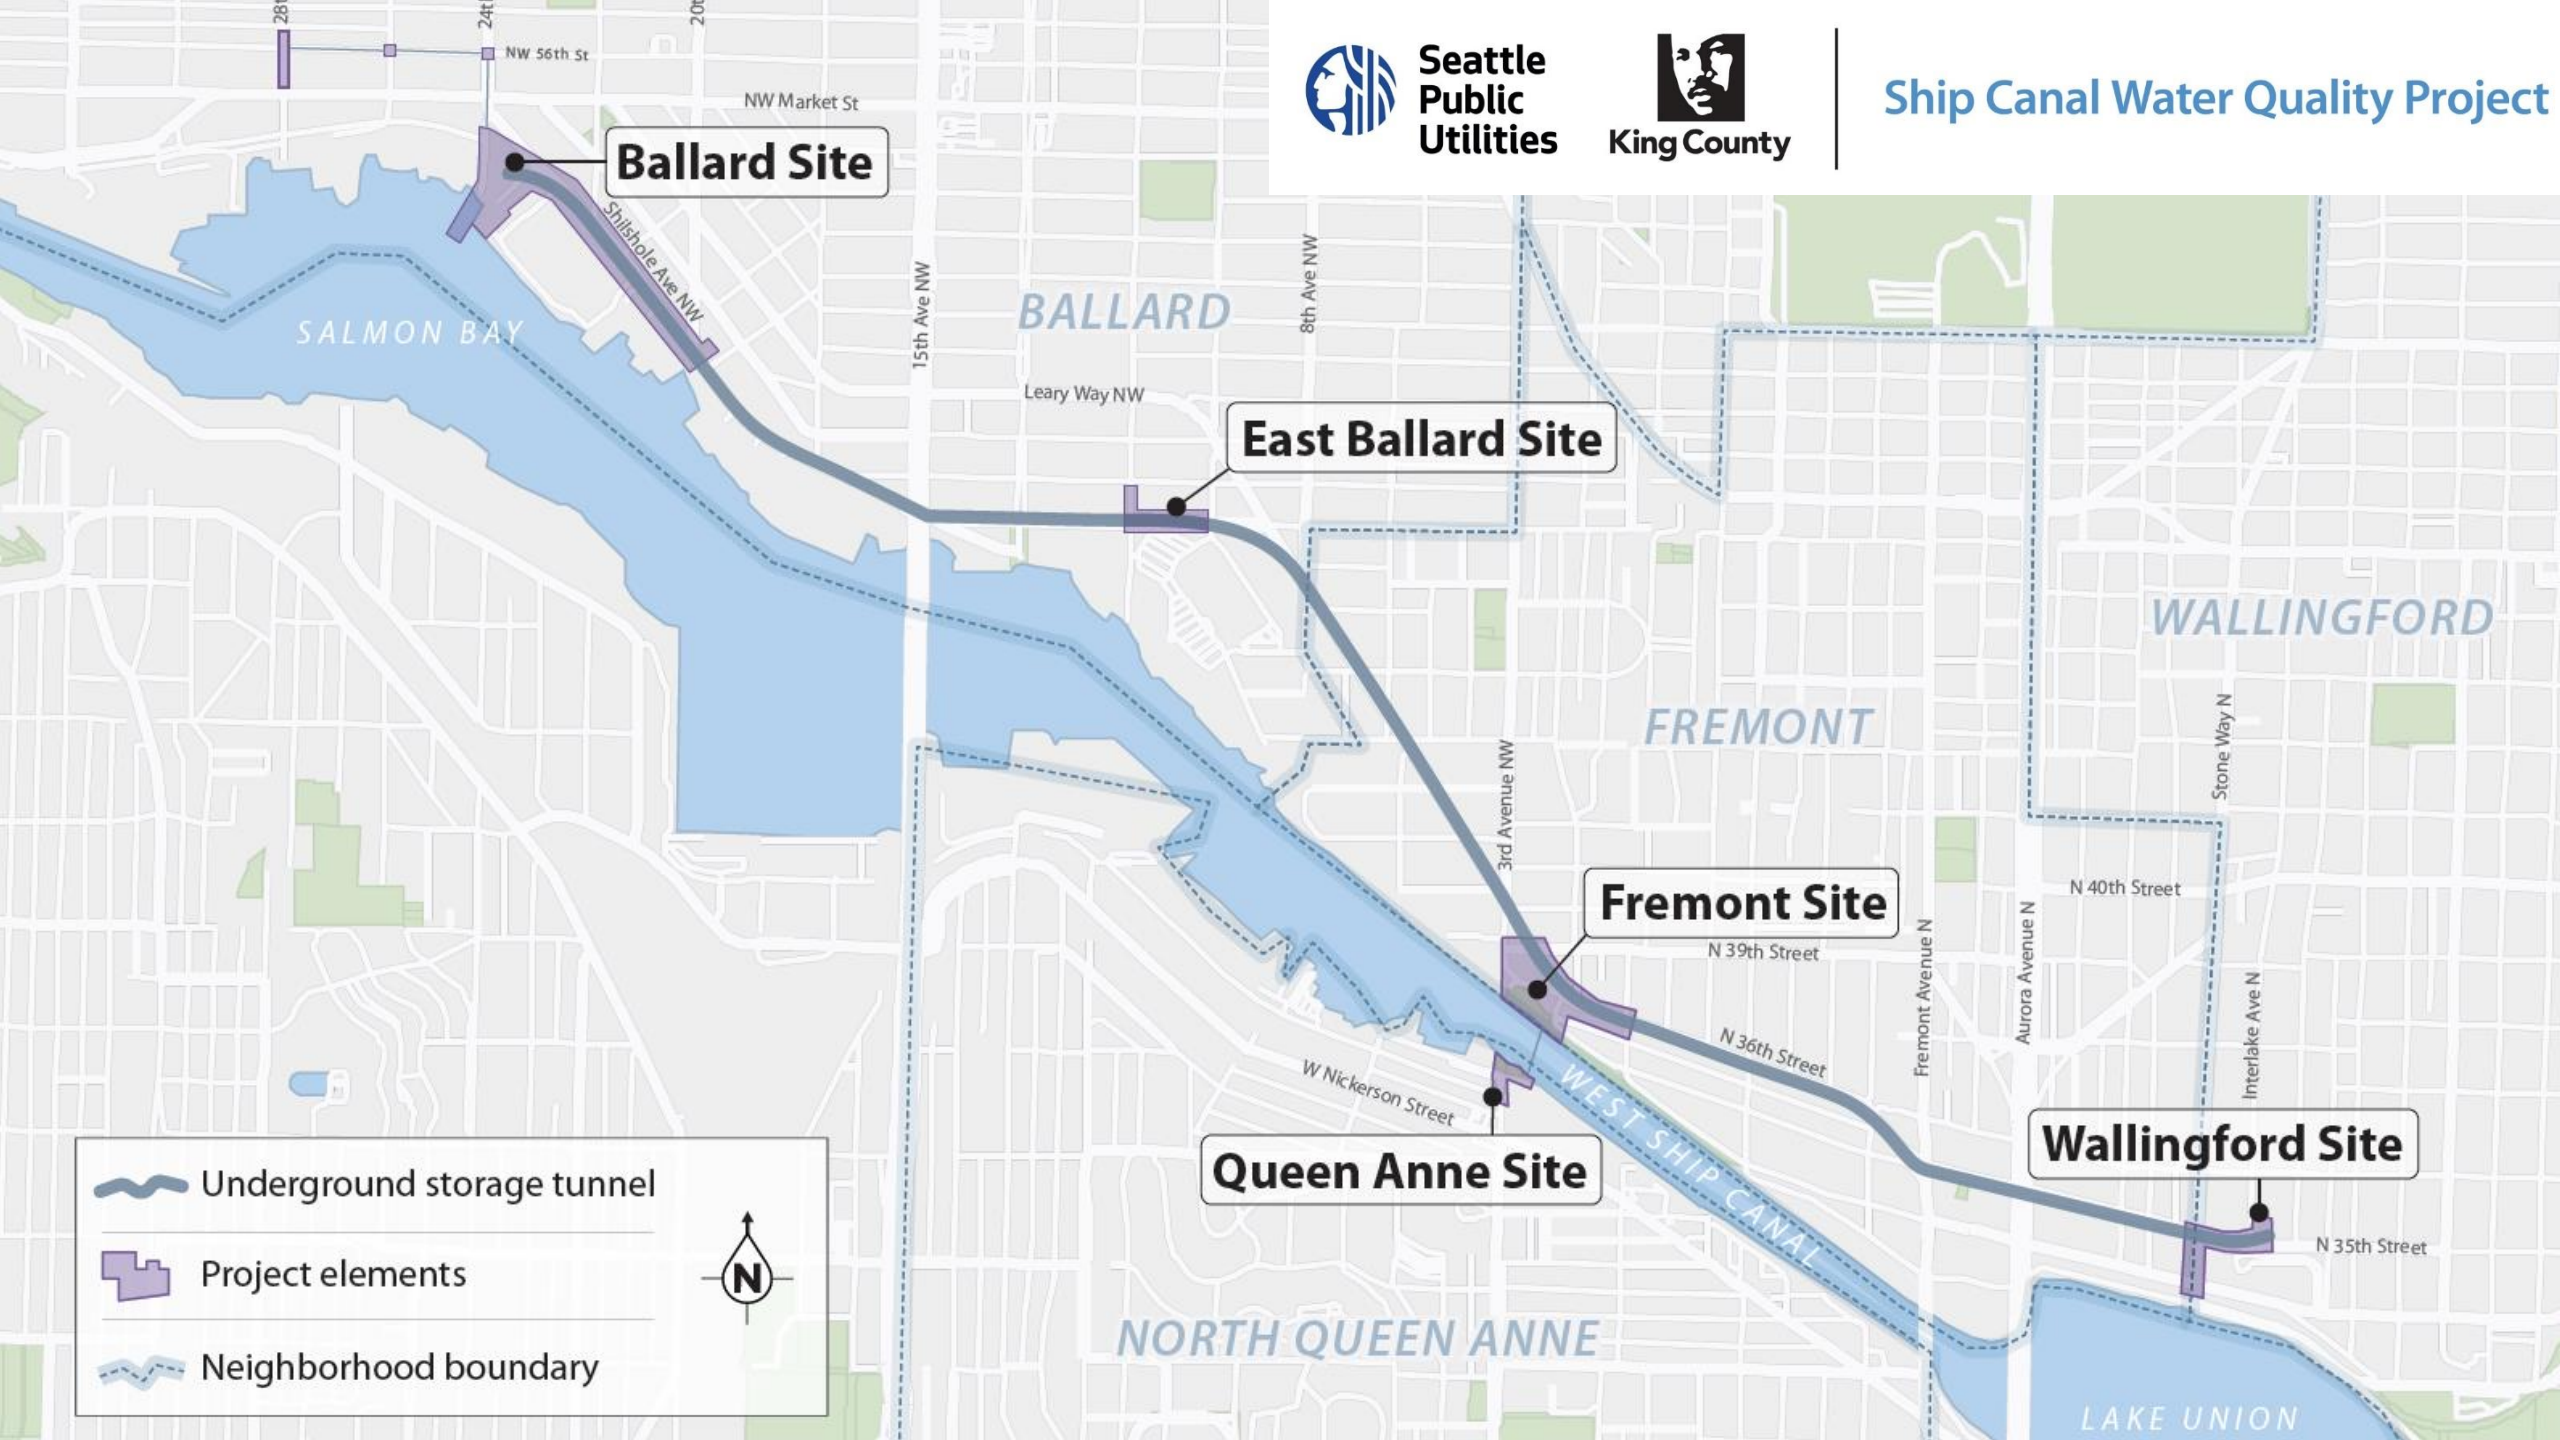 Seattle
Public
Utilities
King County
Ship Canal Water Quality Project
NW 56th St
NW Market St
Ballard Site
Shilshole Ave NW
SALMON BAY
15th Ave NW
BALLARD
8th Ave NW
Leary Way NW
East Ballard Site
WALLINGFORD
FREMONT
Stone Way N
3rd Avenue NW
Fremont Site
N 40th Street
N 39th Street
Fremont Avenue N
Aurora Avenue N
Interlake Ave N
N 36th Street
W Nickerson Street
WEST SHIP CANAL
Queen Anne Site
Wallingford Site
N 35th Street
NORTH QUEEN ANNE
LAKE UNION
Underground storage tunnel
Project elements
N
Neighborhood boundary